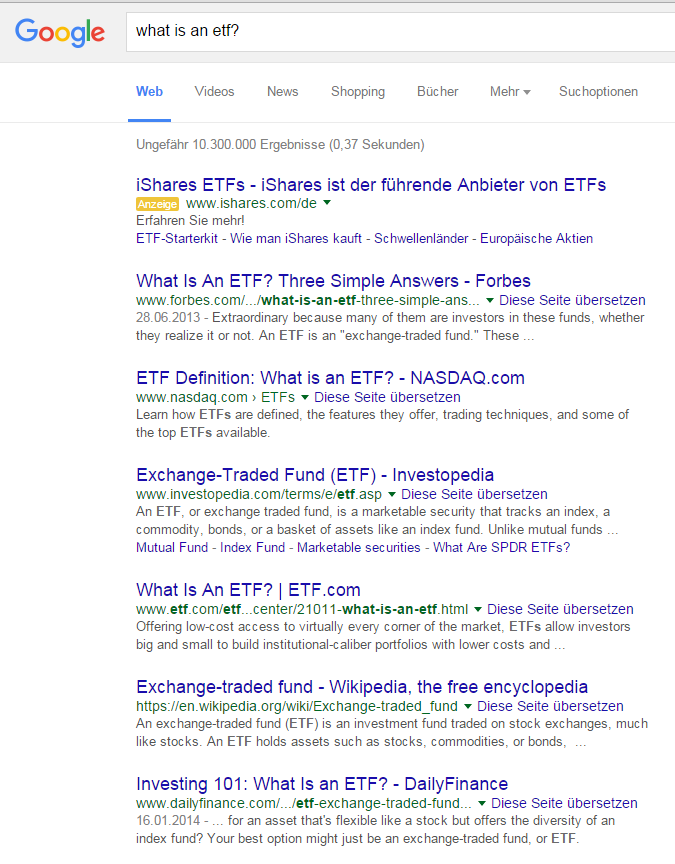 Google
what is an etf?
Web Videos News Shopping Bücher Mehr Suchoptionen
Ungefähr 10.300.000 Ergebnisse (0,37 Sekunden)
iShares ETFs - iShares ist der führende Anbieter von ETFs
Anzeige www.ishares.com/de
Erfahren Sie mehr!
ETF-Starterkit - Wie man iShares kauft - Schwellenländer - Europäische Aktien
What Is An ETF? Three Simple Answers - Forbes
www.forbes.com/.../what-is-an-etf-three-simple-ans... Diese Seite übersetzen
28.06.2013 - Extraordinary because many of them are investors in these funds, whether
they realize it or not. An ETF is an "exchange-traded fund." These ...
ETF Definition: What is an ETF? - NASDAQ.com
www.nasdaq.com › ETFs Diese Seite übersetzen
Learn how ETFs are defined, the features they offer, trading techniques, and some of
the top ETFs available.
Exchange-Traded Fund (ETF) - Investopedia
www.investopedia.com/terms/e/etf.asp Diese Seite übersetzen
An ETF, or exchange traded fund, is a marketable security that tracks an index, a
commodity, bonds, or a basket of assets like an index fund. Unlike mutual funds ...
Mutual Fund - Index Fund - Marketable securities - What Are SPDR ETFs?
What Is An ETF? | ETF.com
www.etf.com/etf...center/21011-what-is-an-etf.html Diese Seite übersetzen
Offering low-cost access to virtually every corner of the market, ETFs allow investors
big and small to build institutional-caliber portfolios with lower costs and ...
Exchange-traded fund - Wikipedia, the free encyclopedia
https://en.wikipedia.org/wiki/Exchange-traded_fund Diese Seite übersetzen
An exchange-traded fund (ETF) is an investment fund traded on stock exchanges, much
like stocks. An ETF holds assets such as stocks, commodities, or bonds, ...
Investing 101: What Is an ETF? - DailyFinance
www.dailyfinance.com/.../etf-exchange-traded-fund... Diese Seite übersetzen
16.01.2014 - ... for an asset that's flexible like a stock but offers the diversity of an
index fund? Your best option might just be an exchange-traded fund, or ETF.